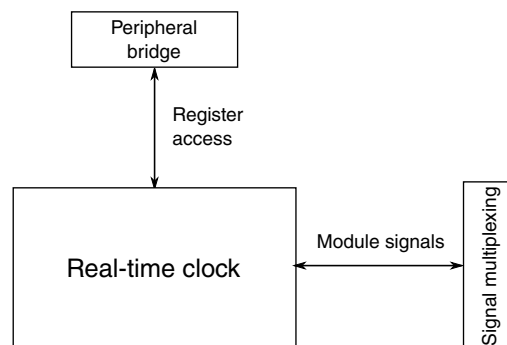 Peripheral
bridge
Register
access
Real-time clock
Module signals
Signal multiplexing